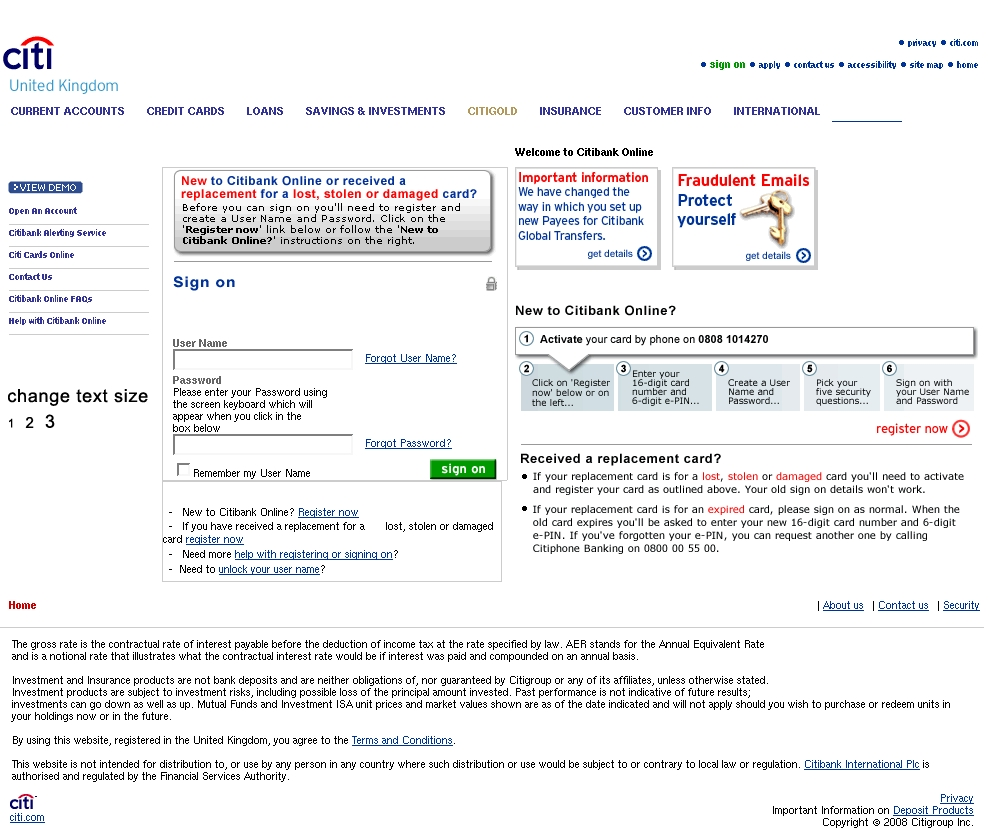 citi
United Kingdom
privacy citi.com
sign on apply contact us accessibility site map home
CURRENT ACCOUNTS CREDIT CARDS LOANS SAVINGS & INVESTMENTS CITIGOLD INSURANCE CUSTOMER INFO INTERNATIONAL
VIEW DEMO
Open An Account
Citibank Alerting Service
Citi Cards Online
Contact Us
Citibank Online FAQs
Help with Citibank Online
change text size
1 2 3
New to Citibank Online or received a
replacement for a lost, stolen or damaged card?
Before you can sign on you'll need to register and
create a User Name and Password. Click on the
'Register now' link below or follow the 'New to
Citibank Online?' instructions on the right.
Sign on
User Name
Forgot User Name?
Password
Please enter your Password using
the screen keyboard which will
appear when you click in the
box below
Forgot Password?
Remember my User Name
sign on
- New to Citibank Online? Register now
- If you have received a replacement for a lost, stolen or damaged
card register now
- Need more help with registering or signing on?
- Need to unlock your user name?
Welcome to Citibank Online
Important information
We have changed the
way in which you set up
new Payees for Citibank
Global Transfers.
get details
Fraudulent Emails
Protect
yourself
get details
New to Citibank Online?
1 Activate your card by phone on 0808 1014270
2 Click on 'Register
now' below or on
the left...
3 Enter your
16-digit card
number and
6-digit e-PIN...
4 Create a User
Name and
Password...
5 Pick your
five security
questions...
6 Sign on with
your User Name
and Password
register now
Received a replacement card?
If your replacement card is for a lost, stolen or damaged card you'll need to activate
and register your card as outlined above. Your old sign on details won't work.
If your replacement card is for an expired card, please sign on as normal. When the
old card expires you'll be asked to enter your new 16-digit card number and 6-digit
e-PIN. If you've forgotten your e-PIN, you can request another one by calling
Citiphone Banking on 0800 00 55 00.
Home
| About us | Contact us | Security
The gross rate is the contractual rate of interest payable before the deduction of income tax at the rate specified by law. AER stands for the Annual Equivalent Rate
and is a notional rate that illustrates what the contractual interest rate would be if interest was paid and compounded on an annual basis.
Investment and Insurance products are not bank deposits and are neither obligations of, nor guaranteed by Citigroup or any of its affiliates, unless otherwise stated.
Investment products are subject to investment risks, including possible loss of the principal amount invested. Past performance is not indicative of future results;
investments can go down as well as up. Mutual Funds and Investment ISA unit prices and market values shown are as of the date indicated and will not apply should you wish to purchase or redeem units in
your holdings now or in the future.
By using this website, registered in the United Kingdom, you agree to the Terms and Conditions.
This website is not intended for distribution to, or use by any person in any country where such distribution or use would be subject to or contrary to local law or regulation. Citibank International Plc is
authorised and regulated by the Financial Services Authority.
citi
citi.com
Privacy
Important Information on Deposit Products
Copyright © 2008 Citigroup Inc.